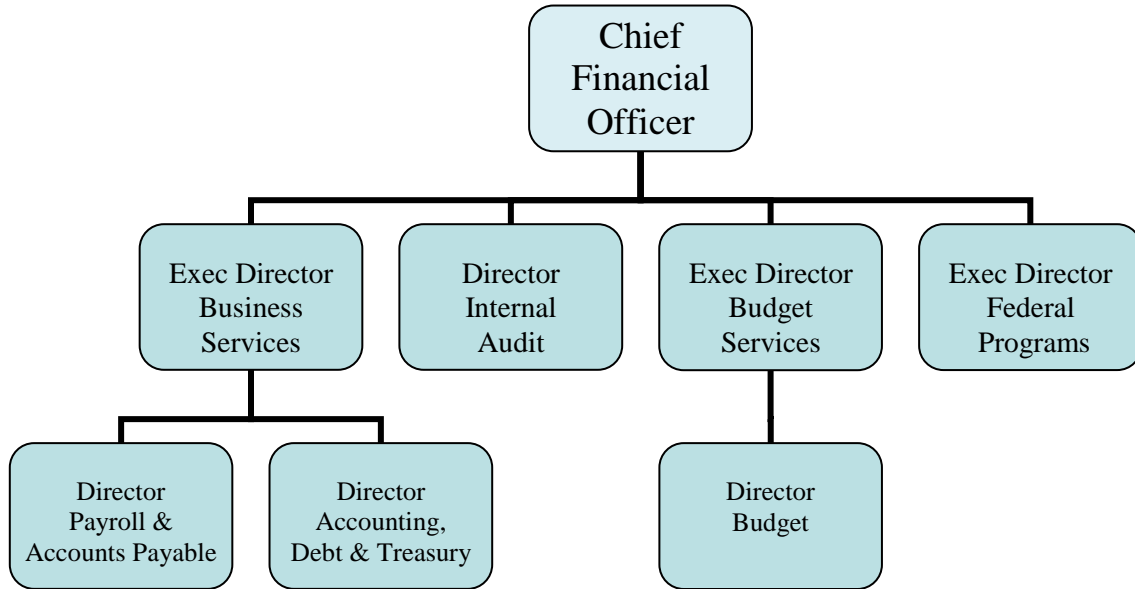 Chief
Financial
Officer
Exec Director
Business
Services
Director
Internal
Audit
Exec Director
Budget
Services
Exec Director
Federal
Programs
Director
Payroll &
Accounts Payable
Director
Accounting,
Debt & Treasury
Director
Budget